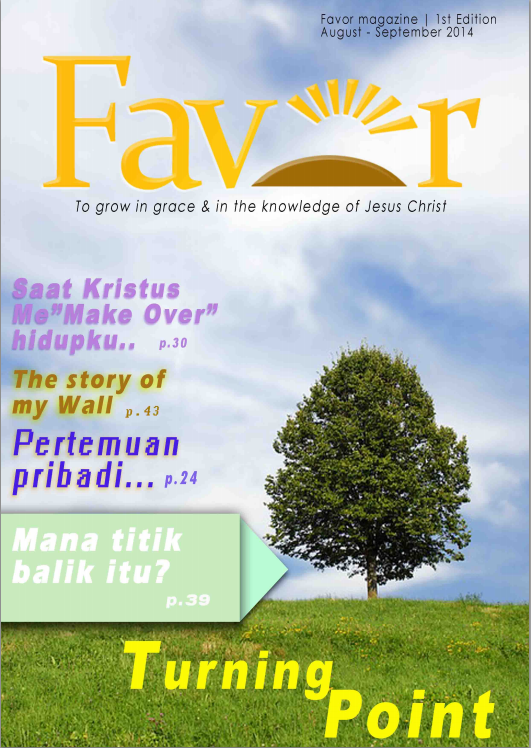 Favor magazine | 1st Edition
August - September 2014
Favor
To grow in grace & in the knowledge of Jesus Christ
Saat Kristus
Me"Make Over"
hidupku.. p.30
The story of
my Wall p.43
Pertemuan
pribadi... p.24
Mana titik
balik itu?
p.39
Turning
Point